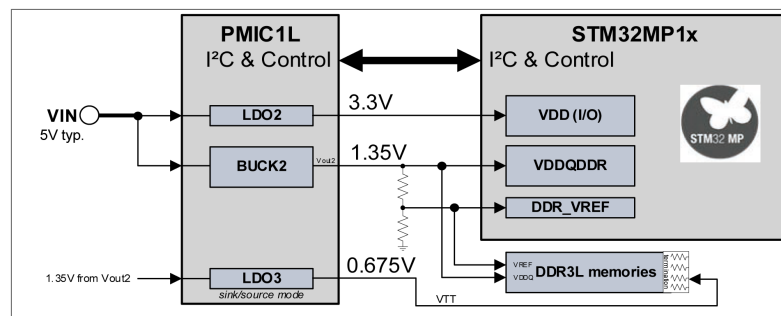 PMIC1L
I²C & Control
STM32MP1x
I²C & Control
VIN
5V typ.
LDO2
3.3V
VDD (I/O)
STM32 MP
BUCK2
Vout2
1.35V
VDDQDDR
DDR_VREF
1.35V from Vout2
LDO3
sink/source mode
0.675V
VTT
VREF
VDDQ
DDR3L memories
termination